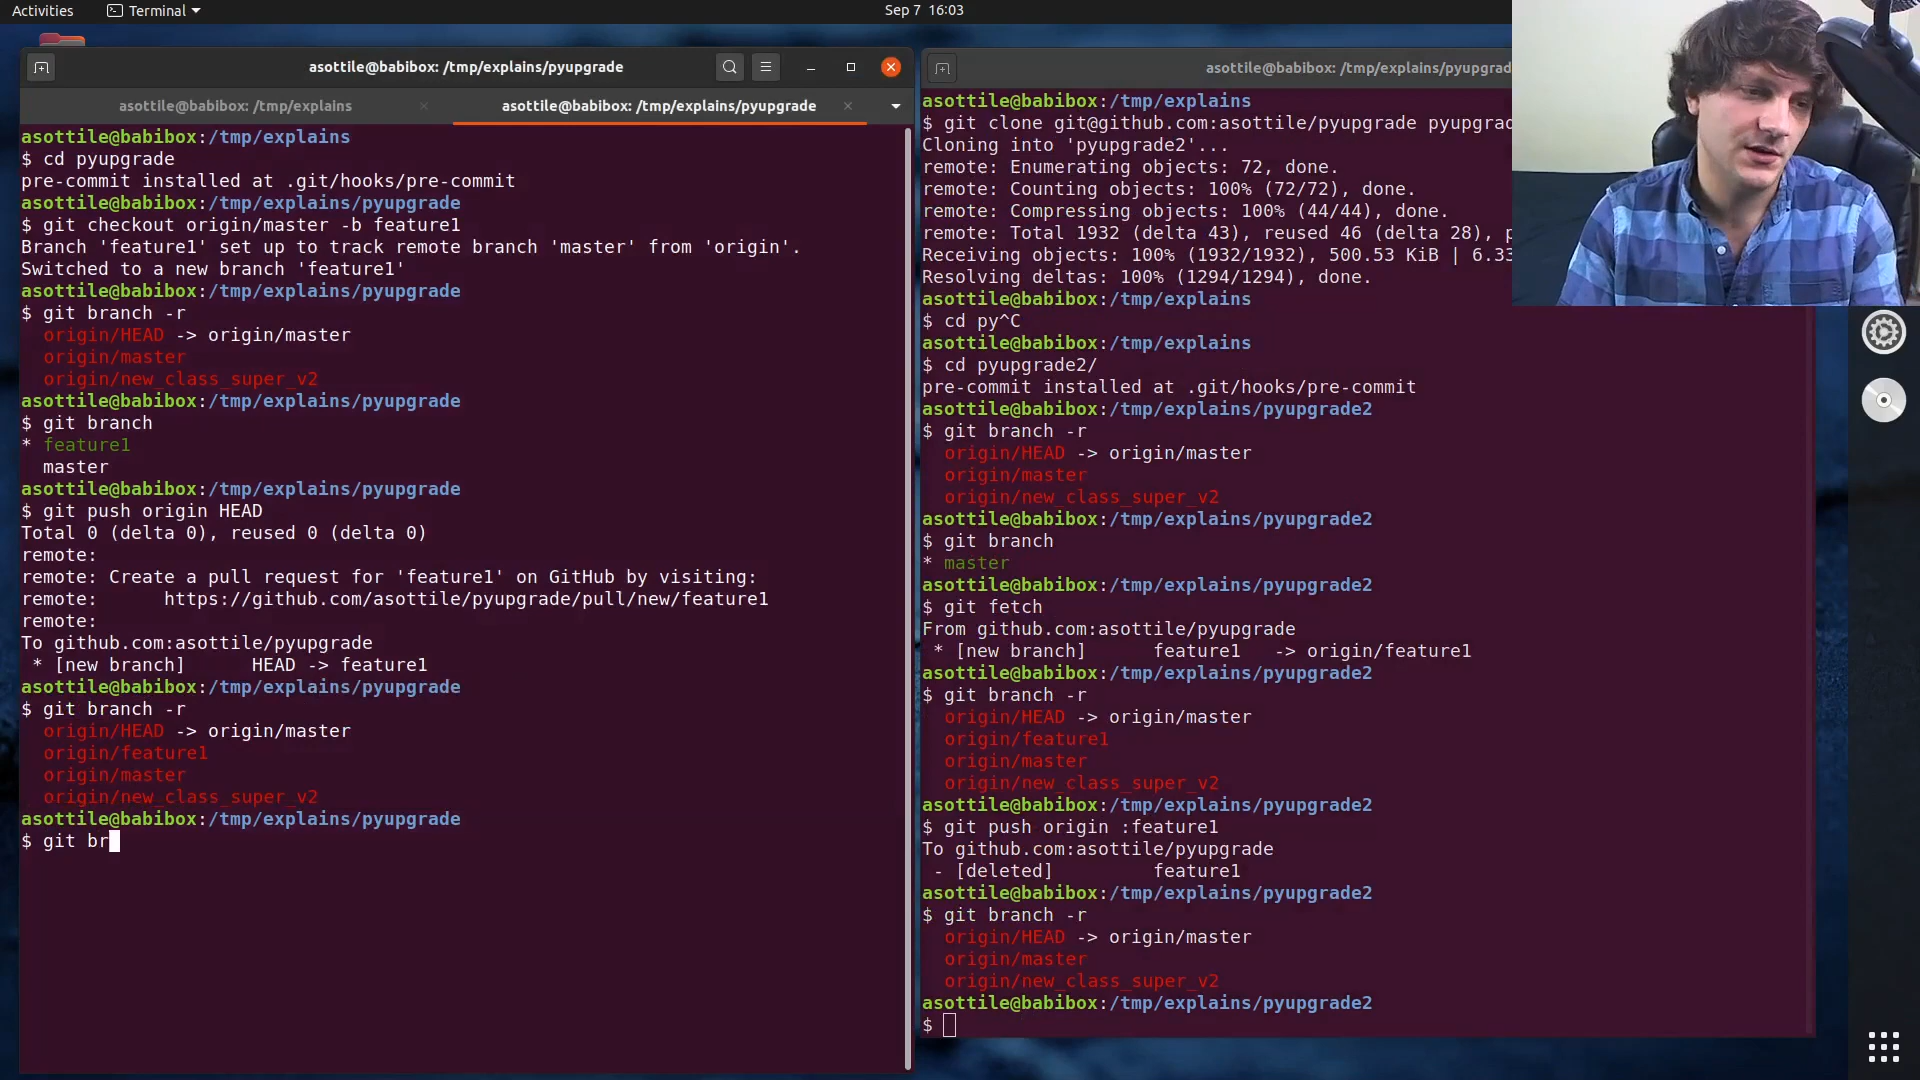 Activities
Terminal
Sep 7 16:03
asottile@babibox: /tmp/explains/pyupgrade
asottile@babibox: /tmp/explains
asottile@babibox: /tmp/explains/pyupgrade
asottile@babibox:/tmp/explains
$ cd pyupgrade
pre-commit installed at .git/hooks/pre-commit
asottile@babibox:/tmp/explains/pyupgrade
$ git checkout origin/master -b feature1
Branch 'feature1' set up to track remote branch 'master' from 'origin'.
Switched to a new branch 'feature1'
asottile@babibox:/tmp/explains/pyupgrade
$ git branch -r
origin/HEAD -> origin/master
origin/master
origin/new_class_super_v2
asottile@babibox:/tmp/explains/pyupgrade
$ git branch
* feature1
master
asottile@babibox:/tmp/explains/pyupgrade
$ git push origin HEAD
Total 0 (delta 0), reused 0 (delta 0)
remote:
remote: Create a pull request for 'feature1' on GitHub by visiting:
remote:      https://github.com/asottile/pyupgrade/pull/new/feature1
remote:
To github.com:asottile/pyupgrade
* [new branch]      HEAD -> feature1
asottile@babibox:/tmp/explains/pyupgrade
$ git branch -r
origin/HEAD -> origin/master
origin/feature1
origin/master
origin/new_class_super_v2
asottile@babibox:/tmp/explains/pyupgrade
$ git br
asottile@babibox: /tmp/explains/pyupgrad
asottile@babibox:/tmp/explains
$ git clone git@github.com:asottile/pyupgrade pyupgrad
Cloning into 'pyupgrade2'...
remote: Enumerating objects: 72, done.
remote: Counting objects: 100% (72/72), done.
remote: Compressing objects: 100% (44/44), done.
remote: Total 1932 (delta 43), reused 46 (delta 28), p
Receiving objects: 100% (1932/1932), 500.53 KiB | 6.33
Resolving deltas: 100% (1294/1294), done.
asottile@babibox:/tmp/explains
$ cd py^C
asottile@babibox:/tmp/explains
$ cd pyupgrade2/
pre-commit installed at .git/hooks/pre-commit
asottile@babibox:/tmp/explains/pyupgrade2
$ git branch -r
origin/HEAD -> origin/master
origin/master
origin/new_class_super_v2
asottile@babibox:/tmp/explains/pyupgrade2
$ git branch
* master
asottile@babibox:/tmp/explains/pyupgrade2
$ git fetch
From github.com:asottile/pyupgrade
* [new branch]      feature1   -> origin/feature1
asottile@babibox:/tmp/explains/pyupgrade2
$ git branch -r
origin/HEAD -> origin/master
origin/feature1
origin/master
origin/new_class_super_v2
asottile@babibox:/tmp/explains/pyupgrade2
$ git push origin :feature1
To github.com:asottile/pyupgrade
- [deleted]         feature1
asottile@babibox:/tmp/explains/pyupgrade2
$ git branch -r
origin/HEAD -> origin/master
origin/master
origin/new_class_super_v2
asottile@babibox:/tmp/explains/pyupgrade2
$